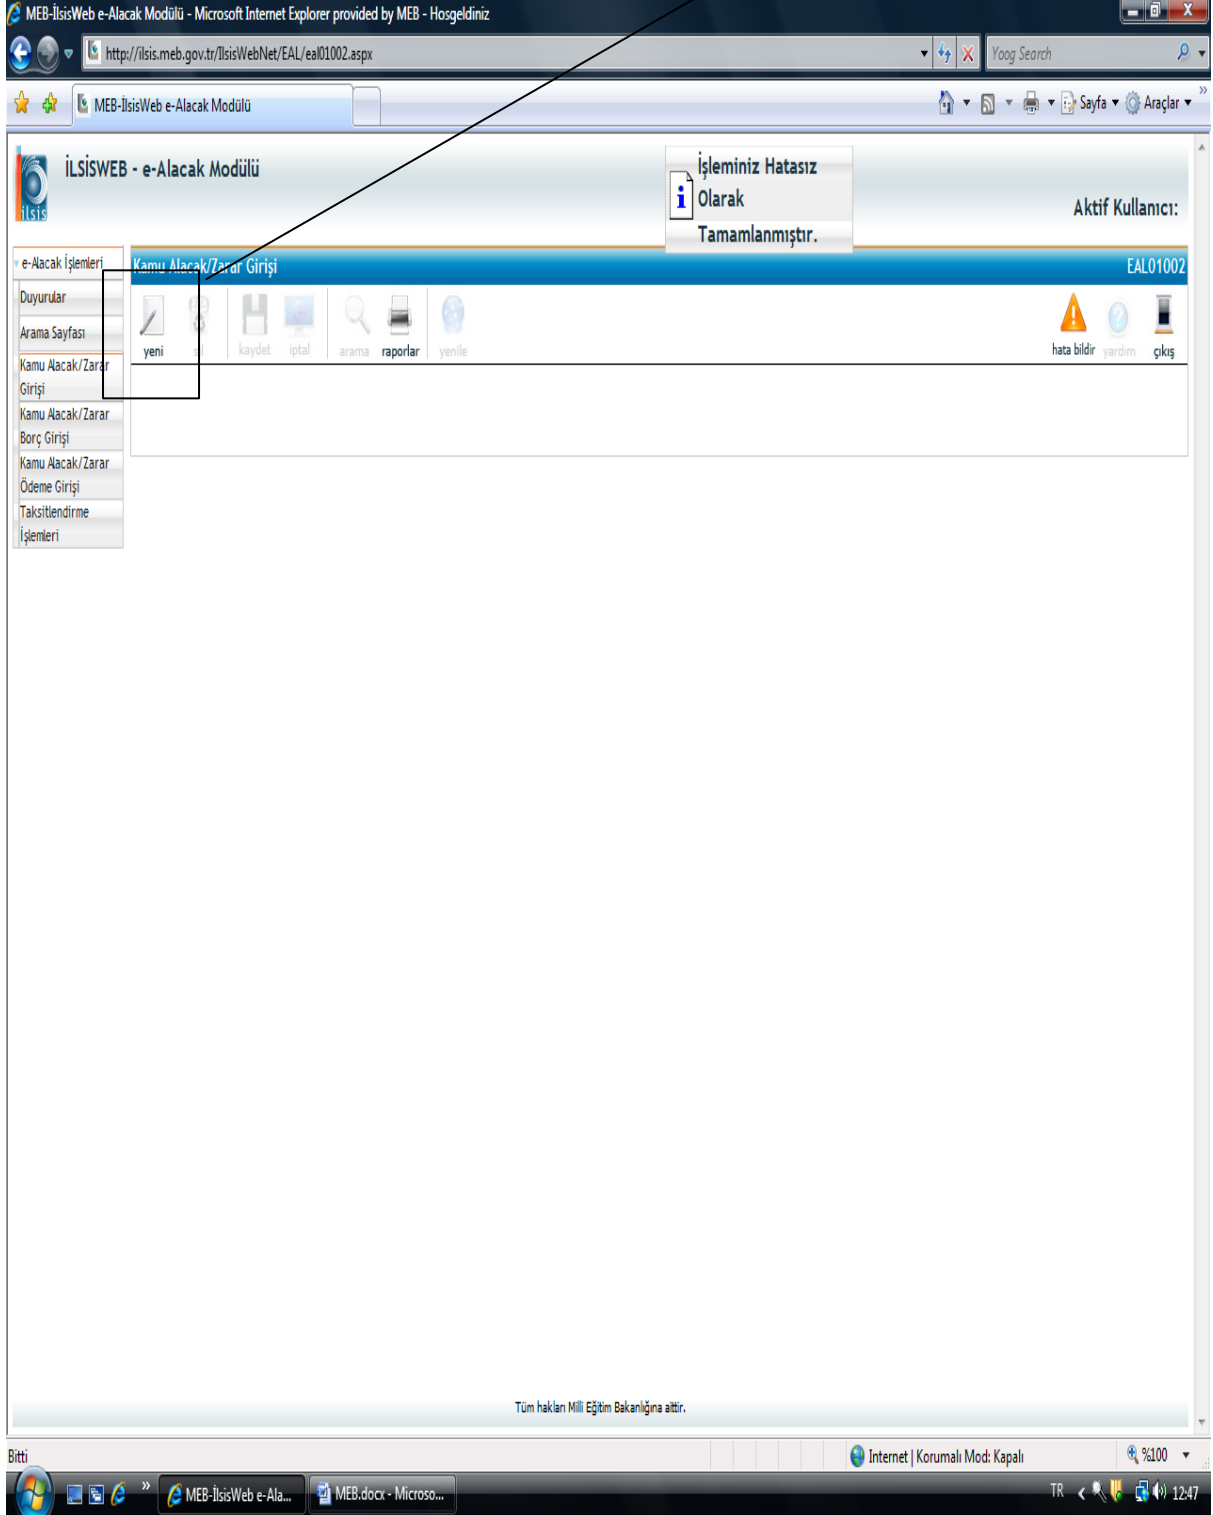 MEB-İlsisWeb e-Alacak Modülü - Microsoft Internet Explorer provided by MEB - Hosgeldiniz
http://ilsis.meb.gov.tr/IlsisWebNet/EAL/eal01002.aspx
Yoog Search
MEB-İlsisWeb e-Alacak Modülü
Sayfa
Araçlar
ilsis
İLSİSWEB - e-Alacak Modülü
İşleminiz Hatasız
Olarak
Tamamlanmıştır.
Aktif Kullanıcı:
e-Alacak İşlemleri
Duyurular
Arama Sayfası
Kamu Alacak/Zarar
Girişi
Kamu Alacak/Zarar
Borç Girişi
Kamu Alacak/Zarar
Ödeme Girişi
Taksitlendirme
İşlemleri
Kamu Alacak/Zarar Girişi
EAL01002
yeni sil kaydet iptal arama raporlar yenile
hata bildir yardım çıkış
Tüm hakları Milli Eğitim Bakanlığına aittir.
Bitti
Internet | Korumalı Mod: Kapalı
%100
MEB-İlsisWeb e-Ala...
MEB.docx - Microso...
TR
12:47